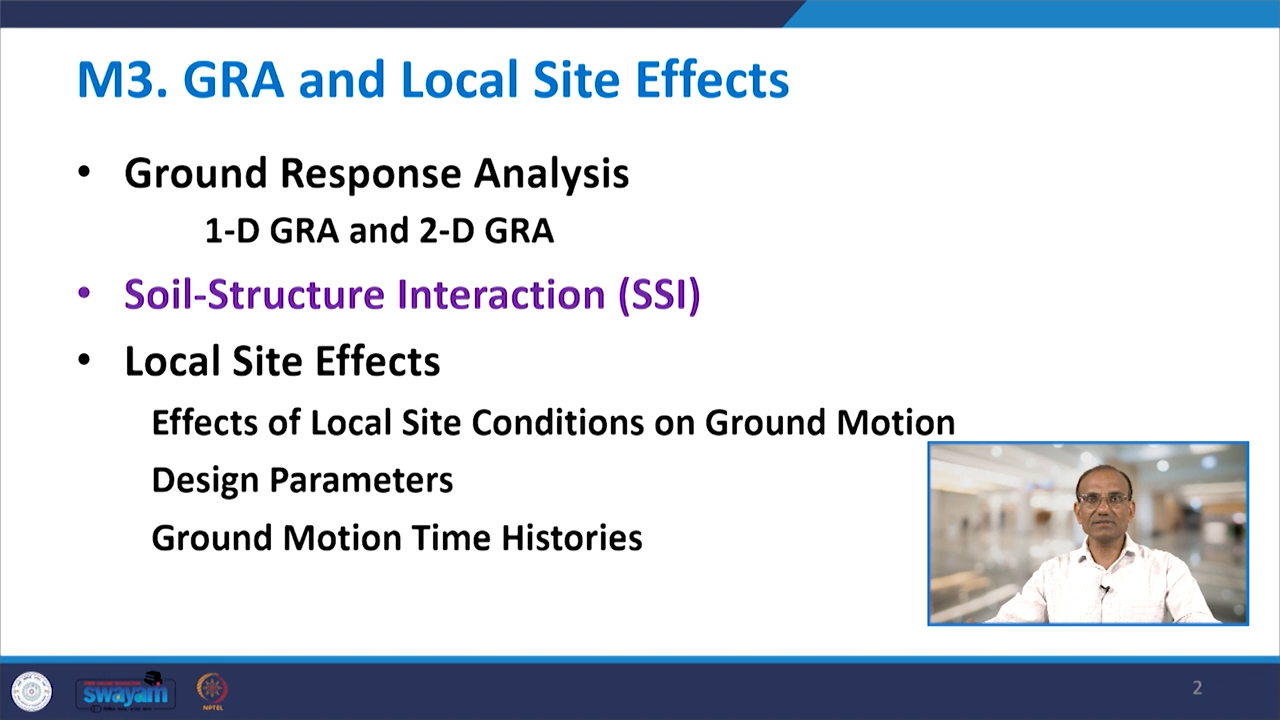 M3. GRA and Local Site Effects
• Ground Response Analysis
1-D GRA and 2-D GRA
• Soil-Structure Interaction (SSI)
• Local Site Effects
Effects of Local Site Conditions on Ground Motion
Design Parameters
Ground Motion Time Histories
swayam
NPTEL
2